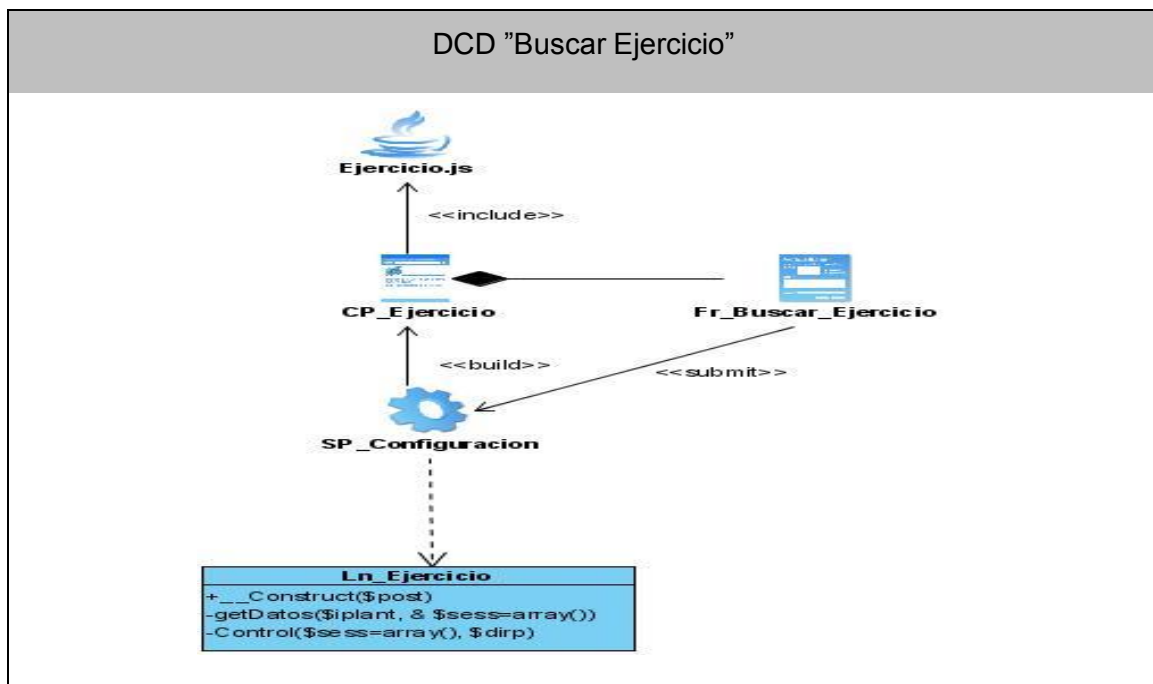 DCD ”Buscar Ejercicio”
Ejercicio.js
<<include>>
CP_Ejercicio
Fr_Buscar_Ejercicio
<<build>>
<<submit>>
SP_Configuracion
Ln_Ejercicio
+__Construct($post)
-getDatos($iplant, & $sess=array())
-Control($sess=array(), $dirp)